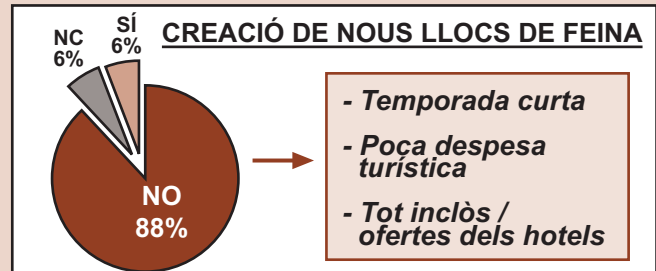 CREACIÓ DE NOUS LLOCS DE FEINA
NC
6%
SÍ
6%
NO
88%
- Temporada curta
- Poca despesa
turística
- Tot inclòs /
ofertes dels hotels